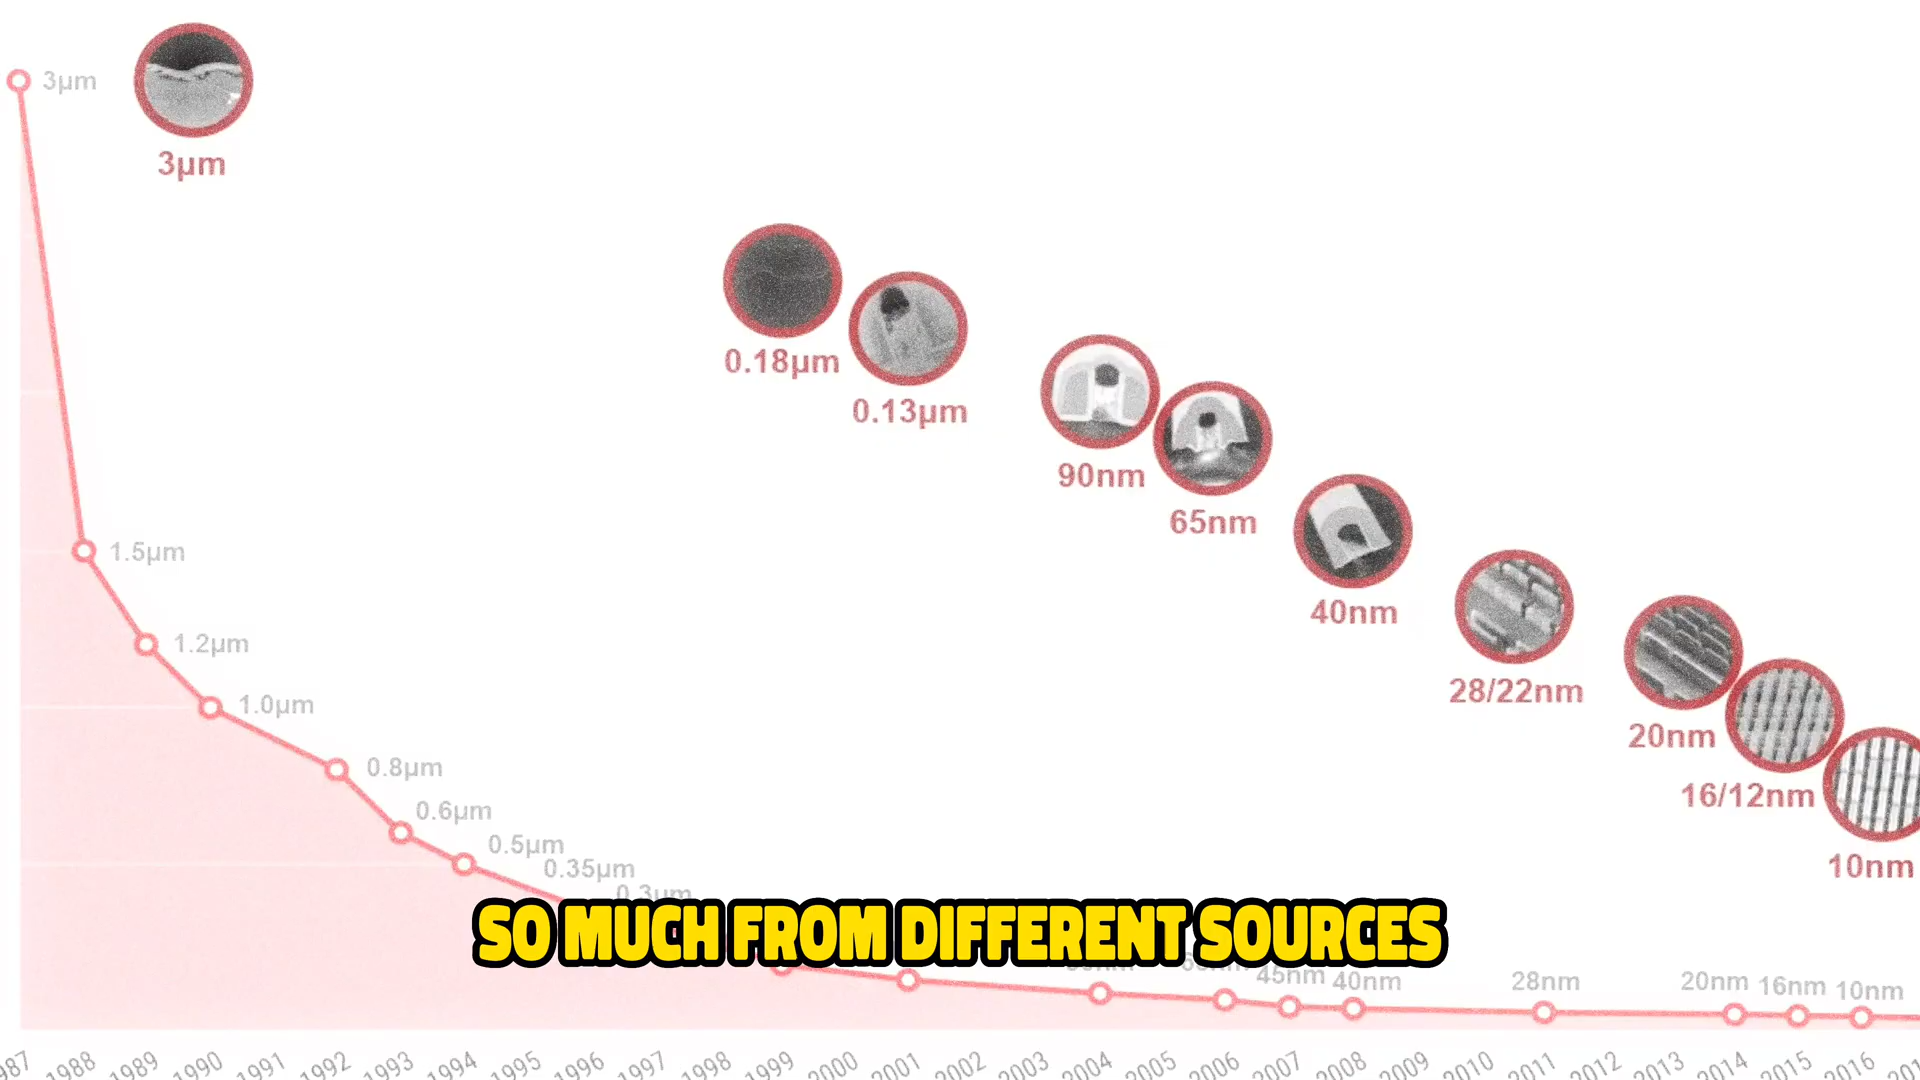 3µm
3µm
0.18µm
0.13µm
90nm
65nm
1.5µm
40nm
1.2µm
28/22nm
1.0µm
20nm
0.8µm
16/12nm
0.6µm
0.5µm
10nm
0.35µm
0.3µm
SO MUCH FROM DIFFERENT SOURCES
45nm 40nm
28nm
20nm 16nm 10nm
1988 1989 1990 1991 1992 1993 1994 1995 1996 1997 1998 1999 2000 2001 2002 2003 2004 2005 2006 2007 2008 2009 2010 2011 2012 2013 2014 2015 2016